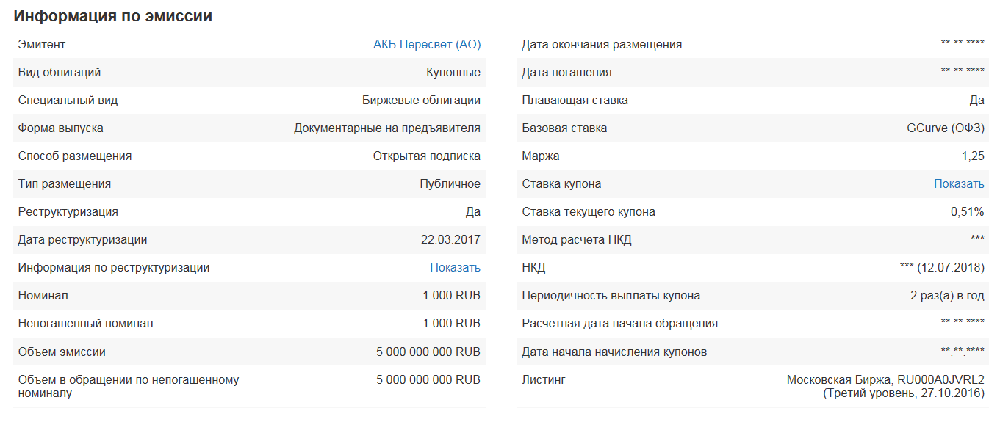 Информация по эмиссии
Эмитент АКБ Пересвет (АО)
Вид облигаций Купонные
Специальный вид Биржевые облигации
Форма выпуска Документарные на предъявителя
Способ размещения Открытая подписка
Тип размещения Публичное
Реструктуризация Да
Дата реструктуризации 22.03.2017
Информация по реструктуризации Показать
Номинал 1 000 RUB
Непогашенный номинал 1 000 RUB
Объем эмиссии 5 000 000 000 RUB
Объем в обращении по непогашенному 5 000 000 000 RUB
номиналу
Дата окончания размещения **.**.****
Дата погашения **.**.****
Плавающая ставка Да
Базовая ставка GCurve (ОФЗ)
Маржа 1,25
Ставка купона Показать
Ставка текущего купона 0,51%
Метод расчета НКД ***
НКД *** (12.07.2018)
Периодичность выплаты купона 2 раз(а) в год
Расчетная дата начала обращения **.**.****
Дата начала начисления купонов **.**.****
Листинг Московская Биржа, RU000A0JVRL2
(Третий уровень, 27.10.2016)